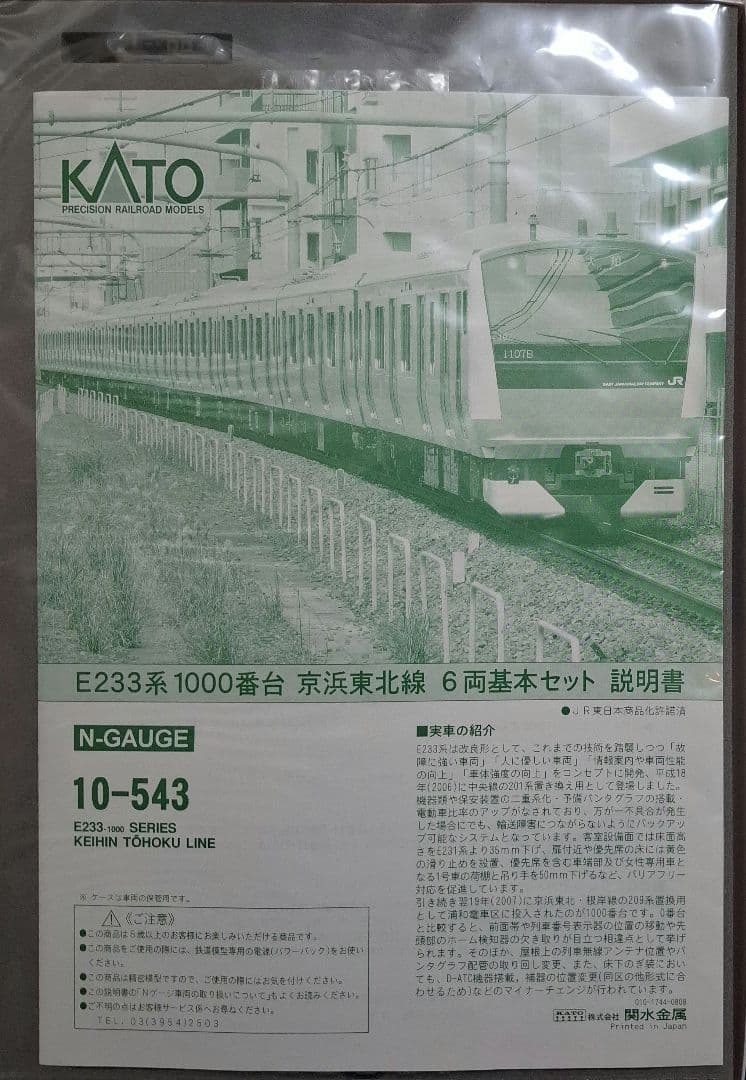 KATO
PRECISION RAILROAD MODELS
1107B
EAST JAPAN RAILWAY COMPANY JR
E233系1000番台 京浜東北線 6両基本セット 説明書
●JR東日本商品化許諾済
N-GAUGE
10-543
E233-1000 SERIES
KEIHIN TŌHOKU LINE
■実車の紹介
E233系は改良形として、これまでの技術を踏襲しつつ「故
障に強い車両」「人に優しい車両」「情報案内や車両性能
の向上」「車体強度の向上」をコンセプトに開発、平成18
年(2006)に中央線の201系置き換え用として登場しました。
機器類や保安装置の二重系化・予備パンタグラフの搭載・
電動車比率のアップがなされており、万が一不具合が発生
した場合にでも、輸送障害につながらないようにバックアッ
プ可能なシステムとなっています。客室設備面では床面高
さをE231系より35mm下げ、扉付近や優先席の床には黄色
の滑り止めを設置、優先席を含む車端部及び女性専用車と
なる1号車の荷棚と吊り手を50mm下げるなど、バリアフリー
対応を促進しています。
引き続き翌19年(2007)に京浜東北・根岸線の209系置換用
として浦和電車区に投入されたのが1000番台です。0番台
と比較すると、前面帯や列車番号表示器の位置の移動や先
頭部のホーム検知器の欠き取りが目立つ相違点として挙げ
られます。そのほか、屋根上の列車無線アンテナ位置やパ
ンタグラフ配管の取り回し変更、また、床下のぎ装におい
ても、D-ATC機器搭載、補器の位置変更(同区の他形式に合
わせるため)などのマイナーチェンジが行われています。
※ ケースは車両の保管用です。
《ご注意》
●この商品は8歳以上のお客様にお楽しみいただける商品です。
●この商品をご使用の際には、鉄道模型専用の電源(パワーパック)をお使い
ください。
●この商品は精密模型ですので、ご使用の際にはお気を付けください。
●この説明書の「Nゲージ車両の取り扱いについて」もよくお読みください。
●ご不明の点はお客様サービス係へお尋ねください。
TEL.03(3954)2503
010-1744-0808
KATO 株式会社 関水金属
Printed in Japan